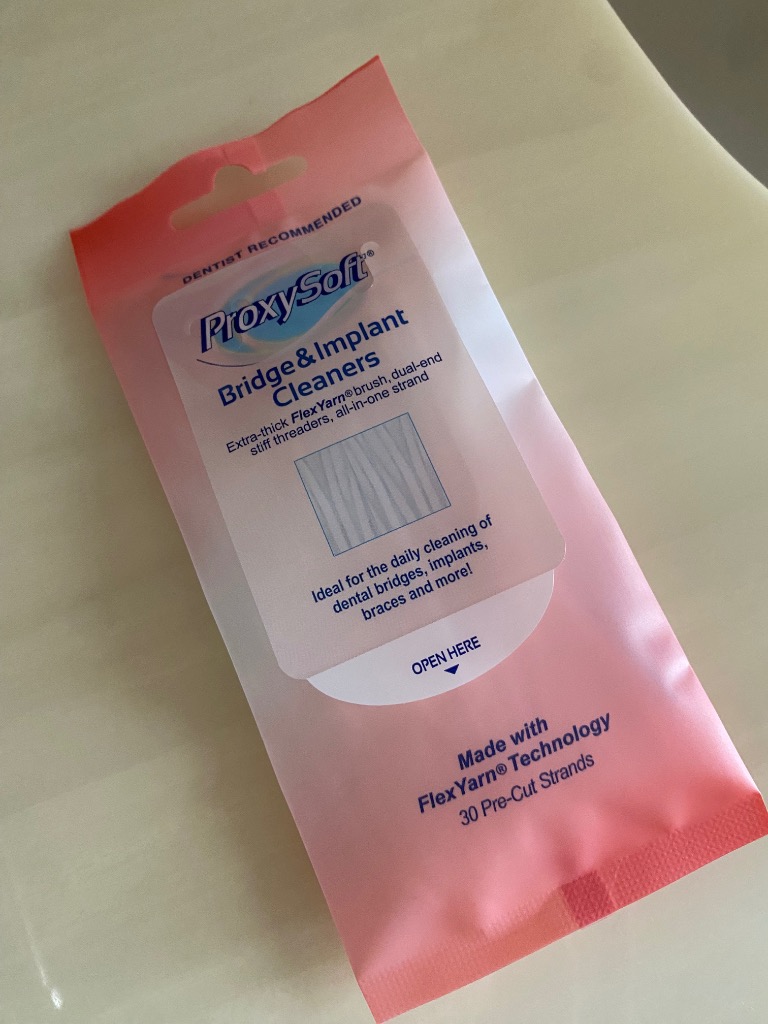 DENTIST RECOMMENDED
ProxySoft®
Bridge & Implant
Cleaners
Extra-thick FlexYarn® brush, dual-end
stiff threaders, all-in-one strand
Ideal for the daily cleaning of
dental bridges, implants,
braces and more!
OPEN HERE
Made with
FlexYarn® Technology
30 Pre-Cut Strands